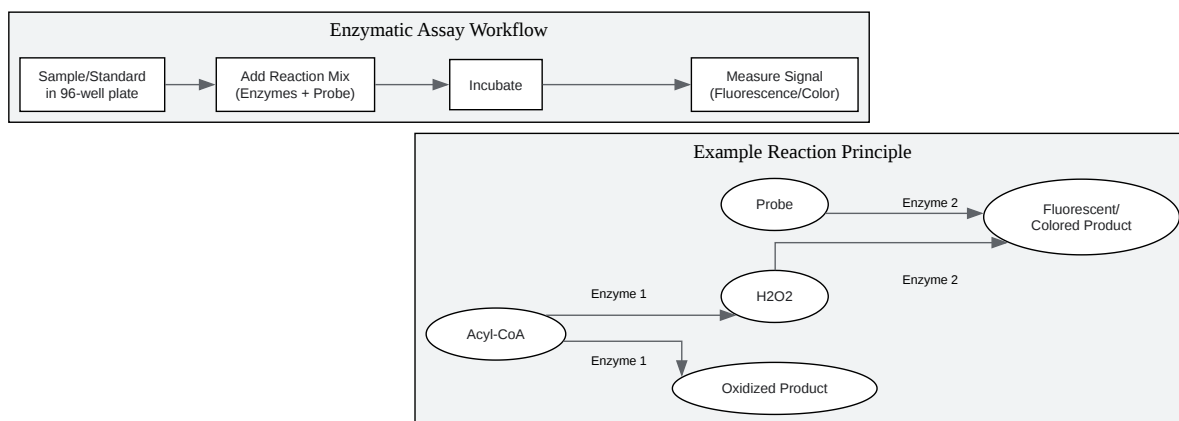 Enzymatic Assay Workflow
Sample/Standard
in 96-well plate
Add Reaction Mix
(Enzymes + Probe)
Incubate
Measure Signal
(Fluorescence/Color)
Example Reaction Principle
Probe
Enzyme 2
Fluorescent/
Colored Product
Enzyme 2
Enzyme 1
H2O2
Acyl-CoA
Enzyme 1
Oxidized Product